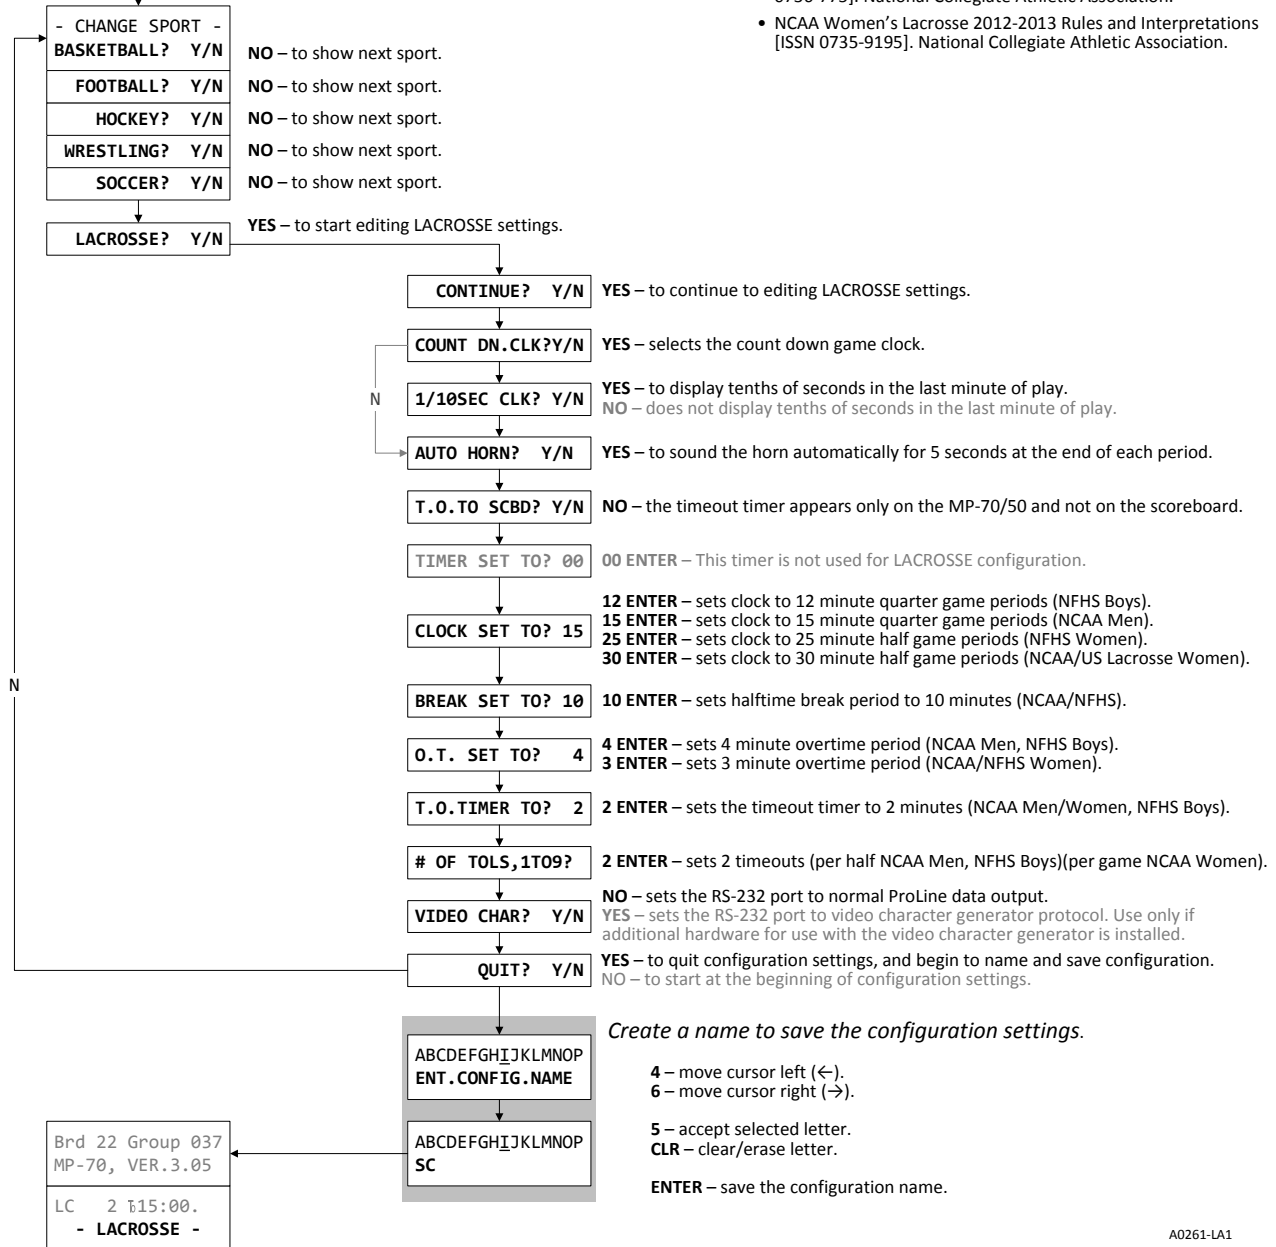 • NCAA Women’s Lacrosse 2012-2013 Rules and Interpretations
[ISSN 0735-9195]. National Collegiate Athletic Association.
- CHANGE SPORT -
BASKETBALL? Y/N
NO – to show next sport.
FOOTBALL? Y/N
NO – to show next sport.
HOCKEY? Y/N
NO – to show next sport.
WRESTLING? Y/N
NO – to show next sport.
SOCCER? Y/N
NO – to show next sport.
LACROSSE? Y/N
YES – to start editing LACROSSE settings.
CONTINUE? Y/N
YES – to continue to editing LACROSSE settings.
COUNT DN.CLK?Y/N
YES – selects the count down game clock.
N
1/10SEC CLK? Y/N
YES – to display tenths of seconds in the last minute of play.
NO – does not display tenths of seconds in the last minute of play.
AUTO HORN? Y/N
YES – to sound the horn automatically for 5 seconds at the end of each period.
T.O.TO SCBD? Y/N
NO – the timeout timer appears only on the MP-70/50 and not on the scoreboard.
TIMER SET TO? 00
00 ENTER – This timer is not used for LACROSSE configuration.
CLOCK SET TO? 15
12 ENTER – sets clock to 12 minute quarter game periods (NFHS Boys).
15 ENTER – sets clock to 15 minute quarter game periods (NCAA Men).
25 ENTER – sets clock to 25 minute half game periods (NFHS Women).
30 ENTER – sets clock to 30 minute half game periods (NCAA/US Lacrosse Women).
N
BREAK SET TO? 10
10 ENTER – sets halftime break period to 10 minutes (NCAA/NFHS).
O.T. SET TO? 4
4 ENTER – sets 4 minute overtime period (NCAA Men, NFHS Boys).
3 ENTER – sets 3 minute overtime period (NCAA/NFHS Women).
T.O.TIMER TO? 2
2 ENTER – sets the timeout timer to 2 minutes (NCAA Men/Women, NFHS Boys).
# OF TOLS,1TO9?
2 ENTER – sets 2 timeouts (per half NCAA Men, NFHS Boys)(per game NCAA Women).
VIDEO CHAR? Y/N
NO – sets the RS-232 port to normal ProLine data output.
YES – sets the RS-232 port to video character generator protocol. Use only if
additional hardware for use with the video character generator is installed.
QUIT? Y/N
YES – to quit configuration settings, and begin to name and save configuration.
NO – to start at the beginning of configuration settings.
Create a name to save the configuration settings.
ABCDEFGHIJKLMNOP
ENT.CONFIG.NAME
4 – move cursor left (←).
6 – move cursor right (→).
ABCDEFGHIJKLMNOP
SC
5 – accept selected letter.
CLR – clear/erase letter.
ENTER – save the configuration name.
Brd 22 Group 037
MP-70, VER.3.05
LC 2 15:00.
- LACROSSE -
A0261-LA1